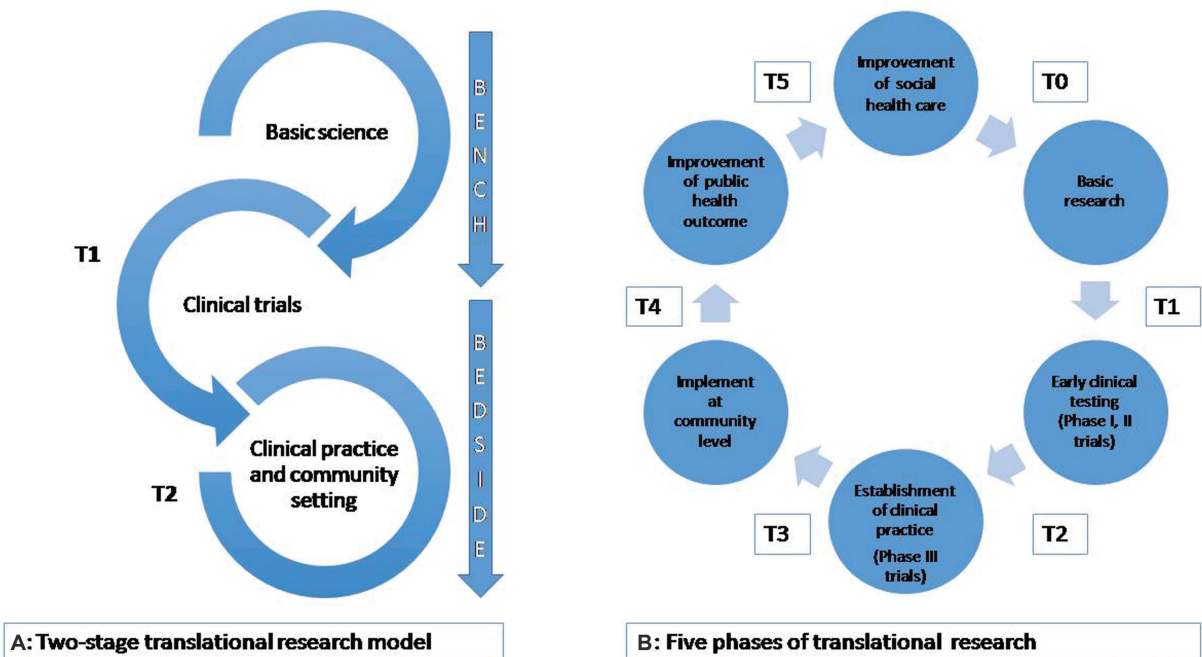 Basic science
T1
Clinical trials
Clinical practice
and community
setting
T2
BENCH
BEDSIDE
A: Two-stage translational research model
Improvement
of social
health care
T0
Basic
research
T1
Early clinical
testing
(Phase I, II
trials)
T2
Establishment
of clinical
practice
(Phase III
trials)
T3
Implement
at
community
level
T4
Improvement
of public
health
outcome
T5
B: Five phases of translational research